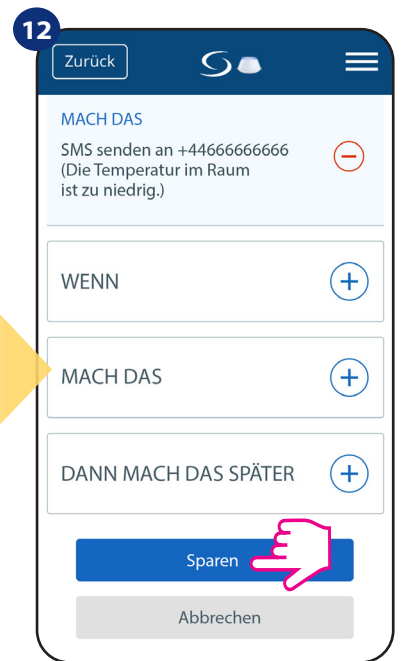 12
Zurück
MACH DAS
SMS senden an +44666666666
(Die Temperatur im Raum
ist zu niedrig.)
WENN
MACH DAS
DANN MACH DAS SPÄTER
Sparen
Abbrechen